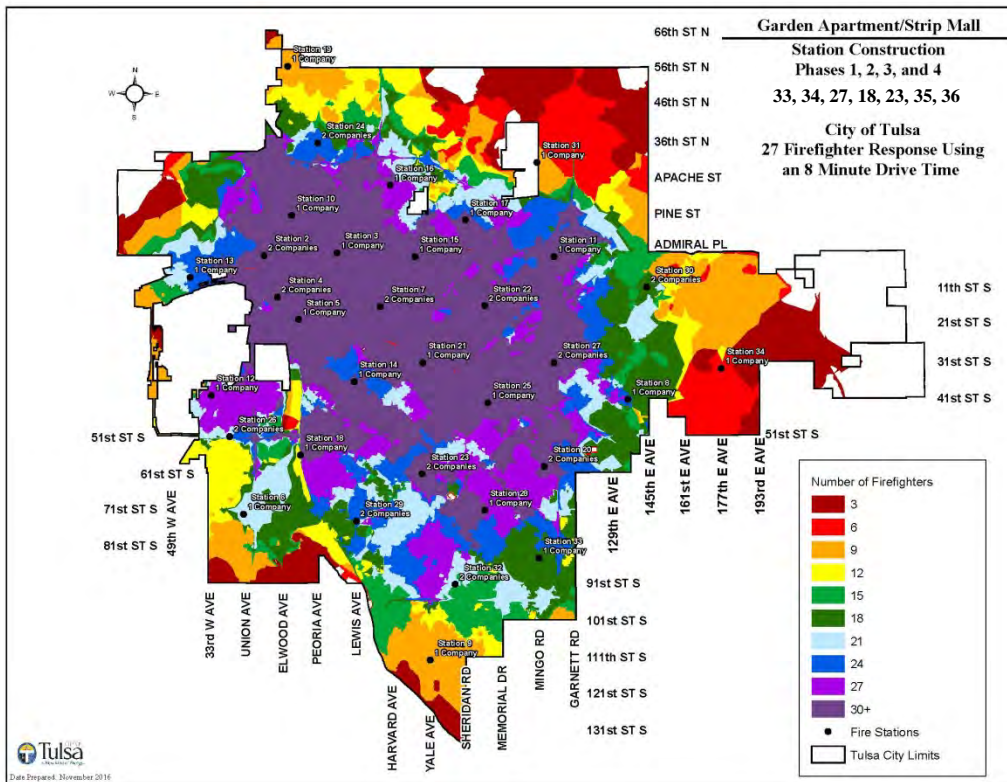 Garden Apartment/Strip Mall
Station Construction
Phases 1, 2, 3, and 4
33, 34, 27, 18, 23, 35, 36
City of Tulsa
27 Firefighter Response Using
an 8 Minute Drive Time
N
W
E
S
66th ST N
56th ST N
46th ST N
36th ST N
APACHE ST
PINE ST
ADMIRAL PL
11th ST S
21st ST S
31st ST S
41st ST S
51st ST S
Station 19
1 Company
Station 24
2 Companies
Station 31
1 Company
Station 16
1 Company
Station 10
1 Company
Station 17
1 Company
Station 2
2 Companies
Station 3
1 Company
Station 15
1 Company
Station 11
1 Company
Station 13
1 Company
Station 30
2 Companies
Station 4
2 Companies
Station 5
1 Company
Station 7
2 Companies
Station 22
2 Companies
Station 21
1 Company
Station 27
2 Companies
Station 34
1 Company
Station 14
1 Company
Station 12
1 Company
Station 25
1 Company
1 Company
2 Companies
Station 18
1 Company
Station 23
2 Companies
Station 20
1 Company
1 Company
Station 29
2 Companies
Station 28
1 Company
Station 33
1 Company
Station 32
2 Companies
Station 9
1 Company
51st ST S
61st ST S
71st ST S
81st ST S
49th W AVE
33rd W AVE
UNION AVE
ELWOOD AVE
PEORIA AVE
LEWIS AVE
HARVARD AVE
YALE AVE
SHERIDAN RD
MEMORIAL DR
MINGO RD
GARNETT RD
129th E AVE
145th E AVE
161st E AVE
177th E AVE
193rd E AVE
91st ST S
101st ST S
111th ST S
121st ST S
131st ST S
Number of Firefighters
3
6
9
12
15
18
21
24
27
30+
Fire Stations
Tulsa City Limits
Tulsa
Date Prepared: November 2016